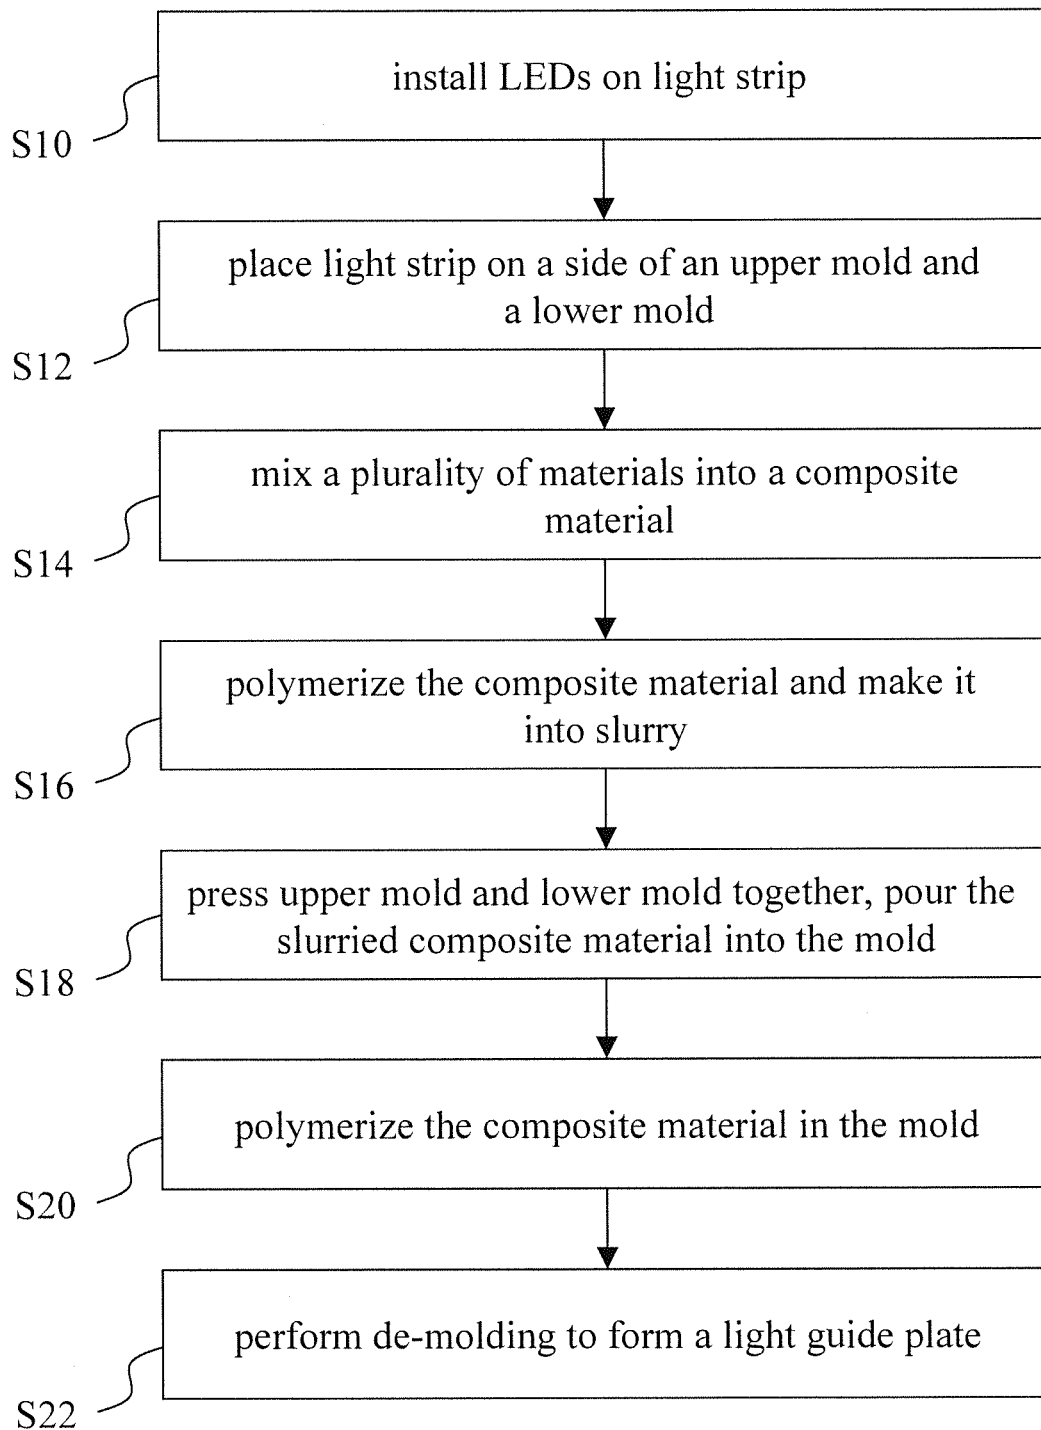 install LEDs on light strip
S10
place light strip on a side of an upper mold and
a lower mold
S12
mix a plurality of materials into a composite
material
S14
polymerize the composite material and make it
into slurry
S16
press upper mold and lower mold together, pour the
slurried composite material into the mold
S18
polymerize the composite material in the mold
S20
perform de-molding to form a light guide plate
S22